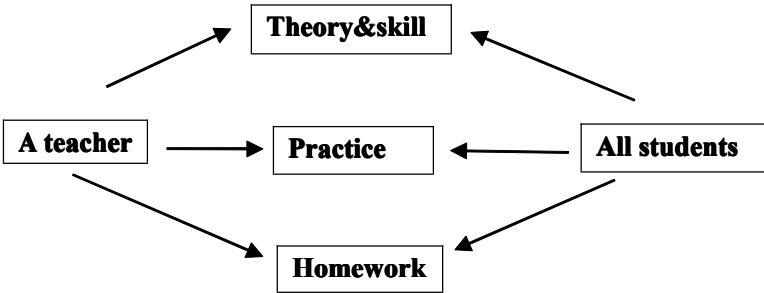 Theory&skill
A teacher
Practice
All students
Homework